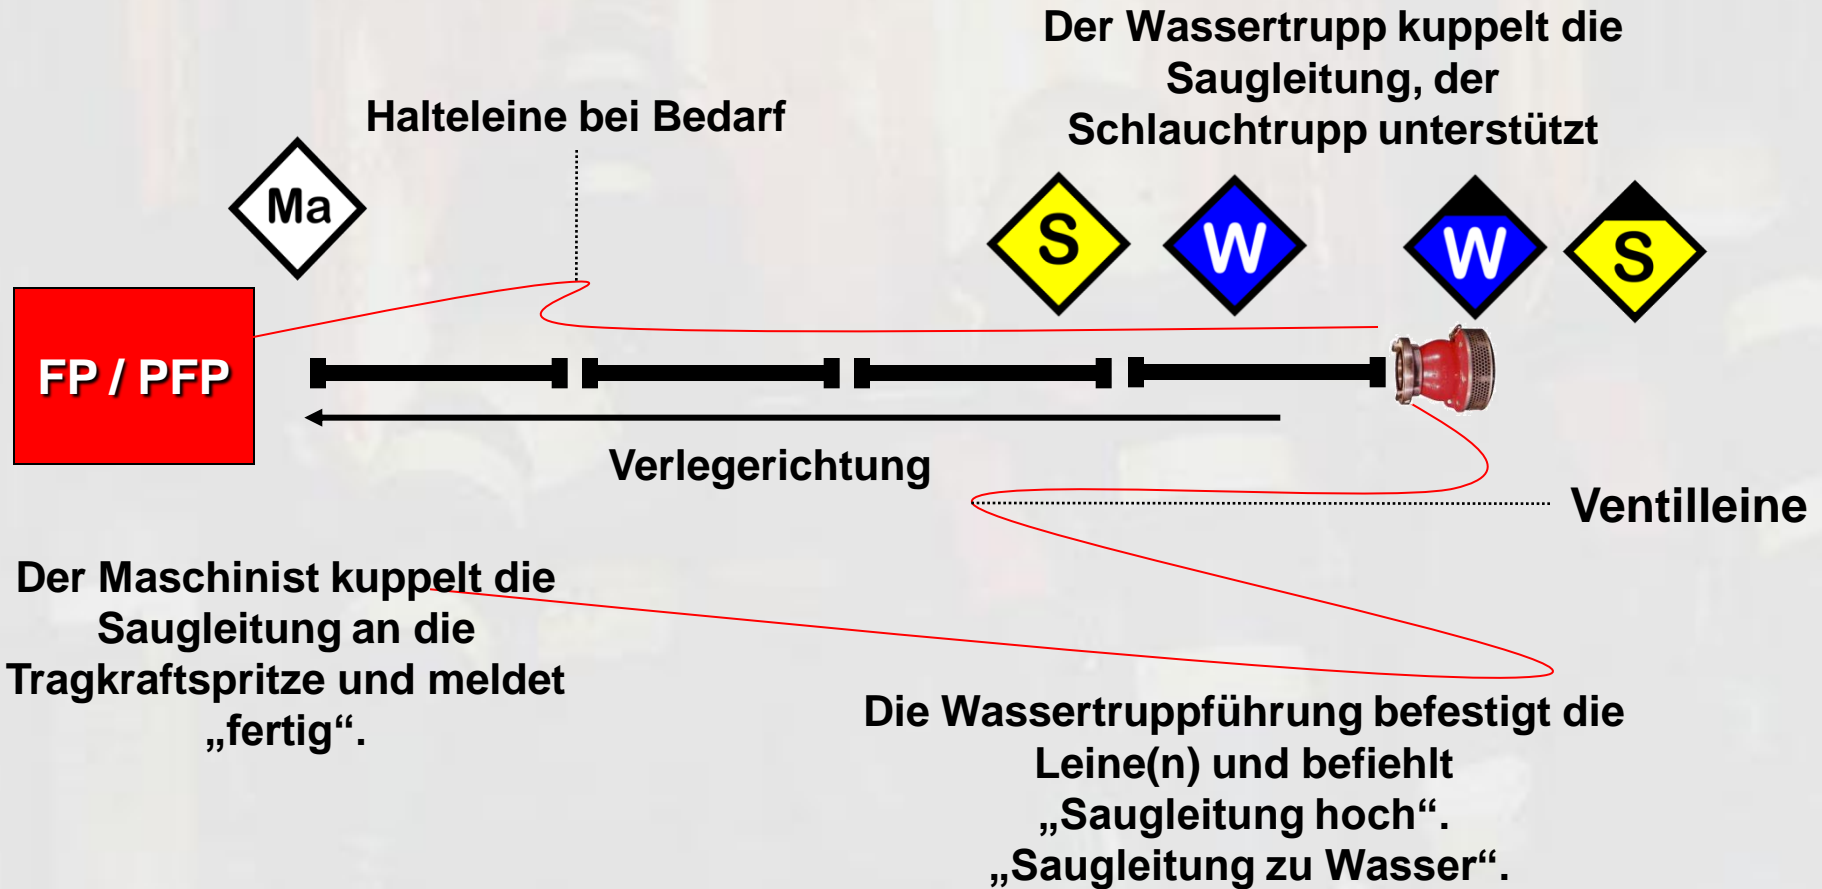 Der Wassertrupp kuppelt die
Saugleitung, der
Schlauchtrupp unterstützt
Halteleine bei Bedarf
Ma
S
W
W
S
FP / PFP
Verlegerichtung
Ventilleine
Der Maschinist kuppelt die
Saugleitung an die
Tragkraftspritze und meldet
„fertig“.
Die Wassertruppführung befestigt die
Leine(n) und befiehlt
„Saugleitung hoch“.
„Saugleitung zu Wasser“.